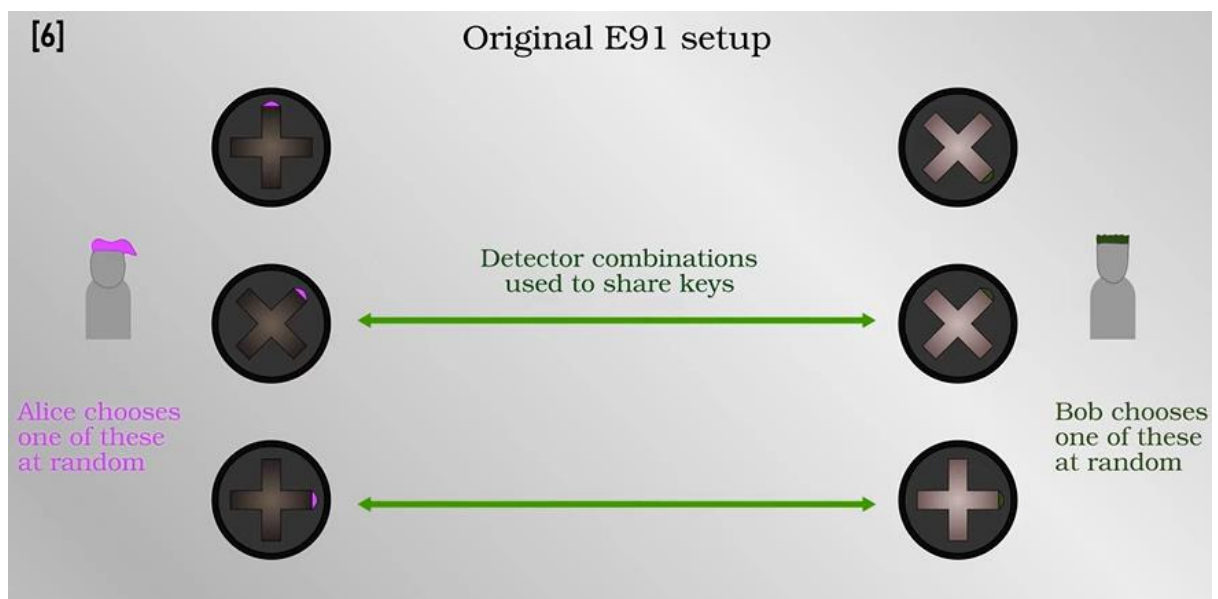 [6]
Original E91 setup
Detector combinations
used to share keys
Alice chooses
one of these
at random
Bob chooses
one of these
at random